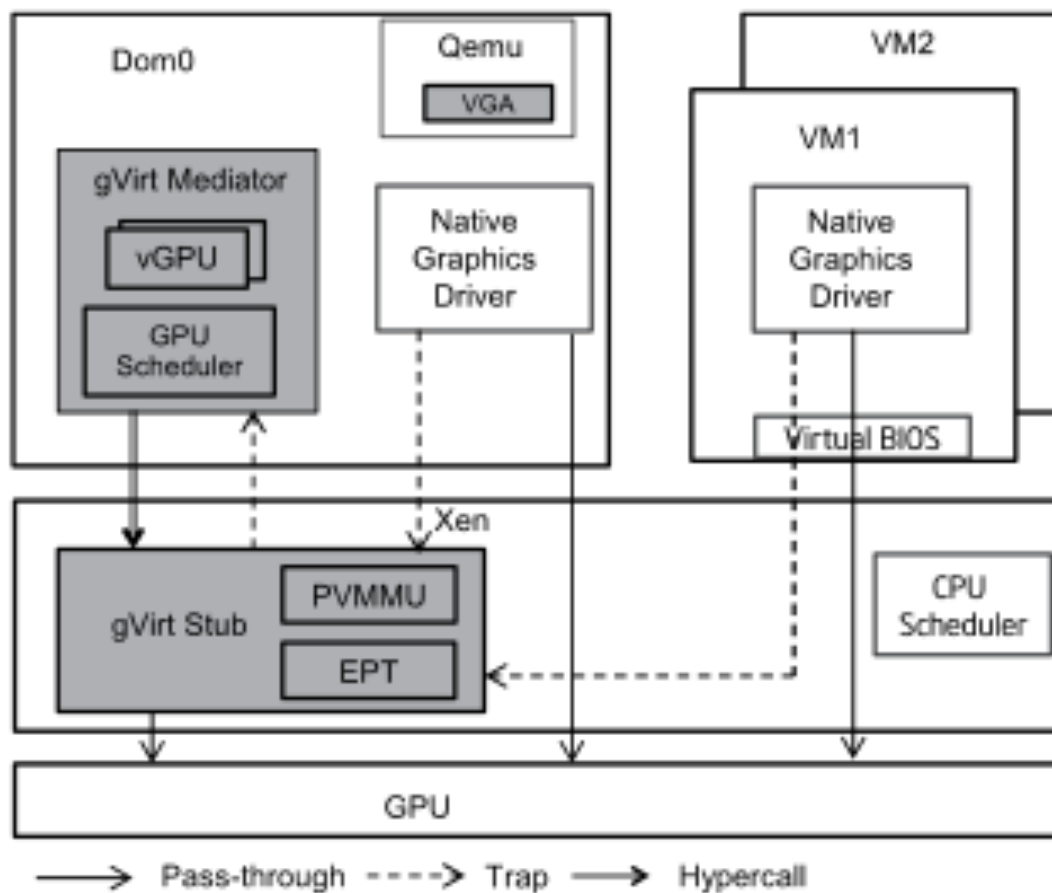 Dom0
Qemu
VGA
gVirt Mediator
vGPU
GPU
Scheduler
Native
Graphics
Driver
VM2
VM1
Native
Graphics
Driver
Virtual BIOS
Xen
gVirt Stub
PVMMU
EPT
CPU
Scheduler
GPU
Pass-through
Trap
Hypercall